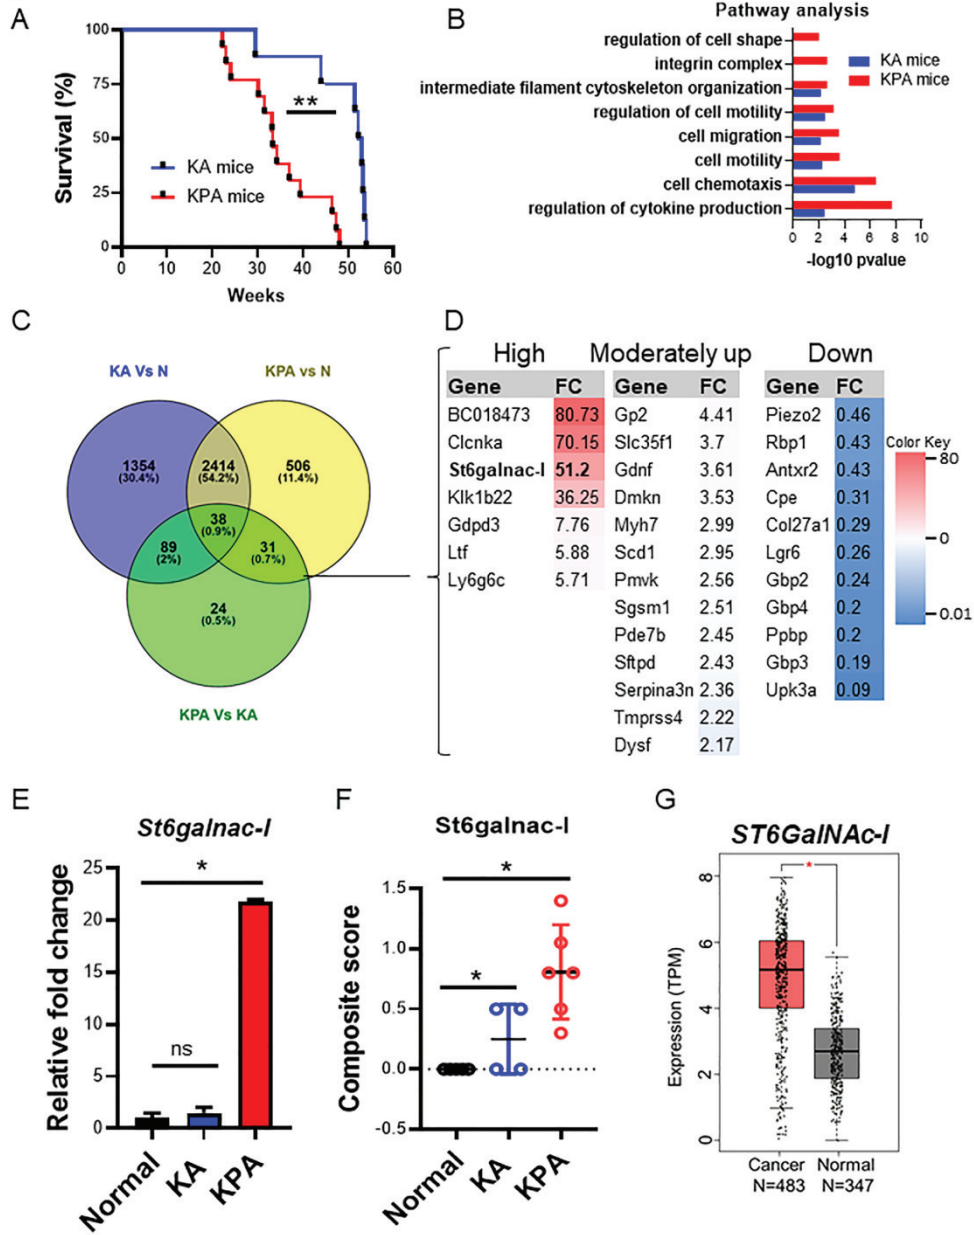 A
Survival (%)
100
75
50
25
0
**
KA mice
KPA mice
0 10 20 30 40 50 60
Weeks
B
Pathway analysis
regulation of cell shape
integrin complex
intermediate filament cytoskeleton organization
regulation of cell motility
cell migration
cell motility
cell chemotaxis
regulation of cytokine production
KA mice
KPA mice
0 2 4 6 8 10
-log10 pvalue
C
KA Vs N
KPA vs N
1354
(30.4%)
2414
(54.2%)
506
(11.4%)
38
(0.9%)
89
(2%)
31
(0.7%)
24
(0.5%)
KPA Vs KA
D
High Moderately up Down
Gene FC Gene FC Gene FC
BC018473 80.73 Gp2 4.41 Piezo2 0.46
Clcnka 70.15 Slc35f1 3.7 Rbp1 0.43
St6galnac-I 51.2 Gdnf 3.61 Antxr2 0.43
Klk1b22 36.25 Dmkn 3.53 Cpe 0.31
Gdpd3 7.76 Myh7 2.99 Col27a1 0.29
Ltf 5.88 Scd1 2.95 Lgr6 0.26
Ly6g6c 5.71 Pmvk 2.56 Gbp2 0.24
Sgsm1 2.51 Gbp4 0.2
Pde7b 2.45 Ppbp 0.2
Sftpd 2.43 Gbp3 0.19
Serpina3n 2.36 Upk3a 0.09
Tmprss4 2.22
Dysf 2.17
Color Key
80
0
0.01
E
St6galnac-I
Relative fold change
25
20
15
10
5
0
*
ns
Normal KA KPA
F
St6galnac-I
Composite score
1.5
1.0
0.5
0.0
-0.5
*
*
Normal KA KPA
G
ST6GalNAc-I
Expression (TPM)
8
6
4
2
0
*
Cancer Normal
N=483 N=347